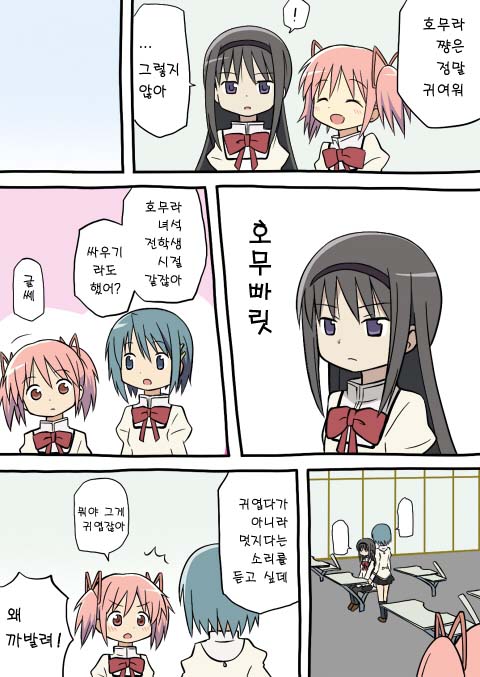 호무라
쨩은
정말
귀여워
!
...
그렇지
않아
호무빠릿
호무라
녀석
전학생
시절
같잖아
싸우기
라도
했어?
글
쎄
귀엽다가
아니라
멋지다는
소리를
듣고 싶데
뭐야 그게
귀엽잖아
왜
까발려!